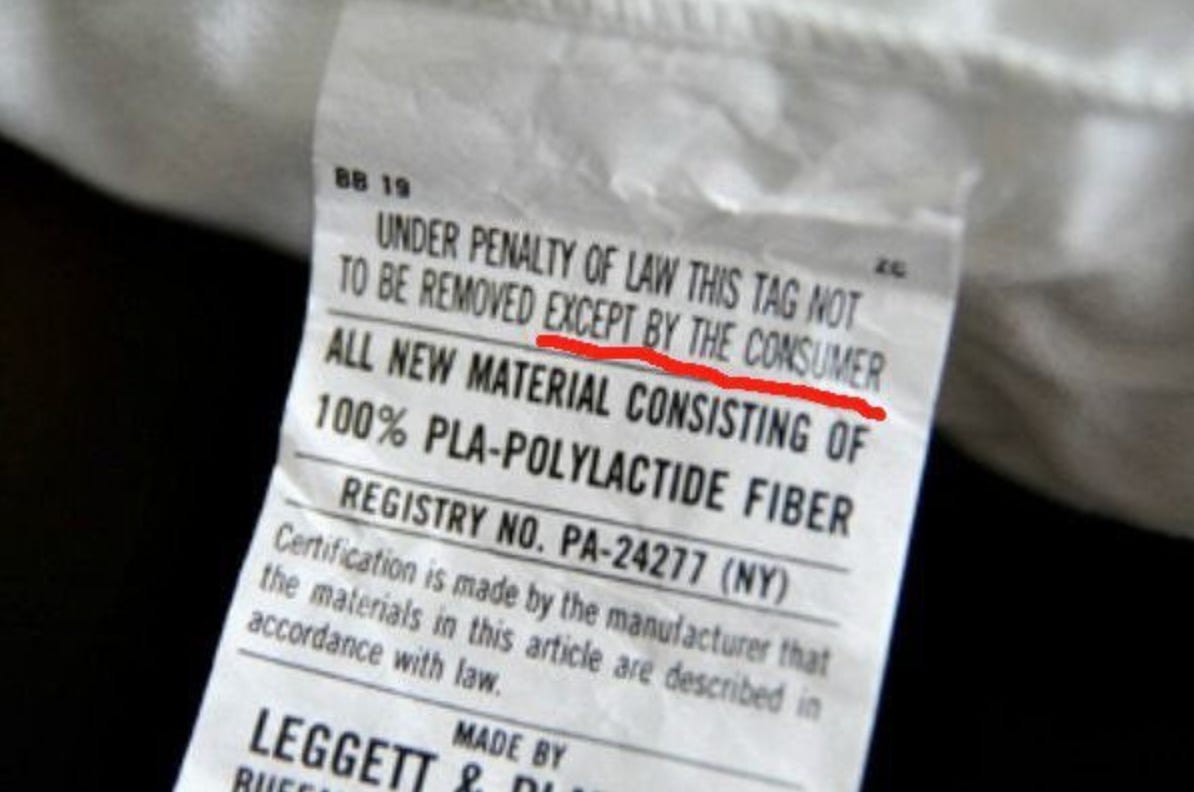 BB 19
ZC
UNDER PENALTY OF LAW THIS TAG NOT
TO BE REMOVED EXCEPT BY THE CONSUMER
ALL NEW MATERIAL CONSISTING OF
100% PLA-POLYLACTIDE FIBER
REGISTRY NO. PA-24277 (NY)
Certification is made by the manufacturer that
the materials in this article are described in
accordance with law.
MADE BY
LEGGETT &